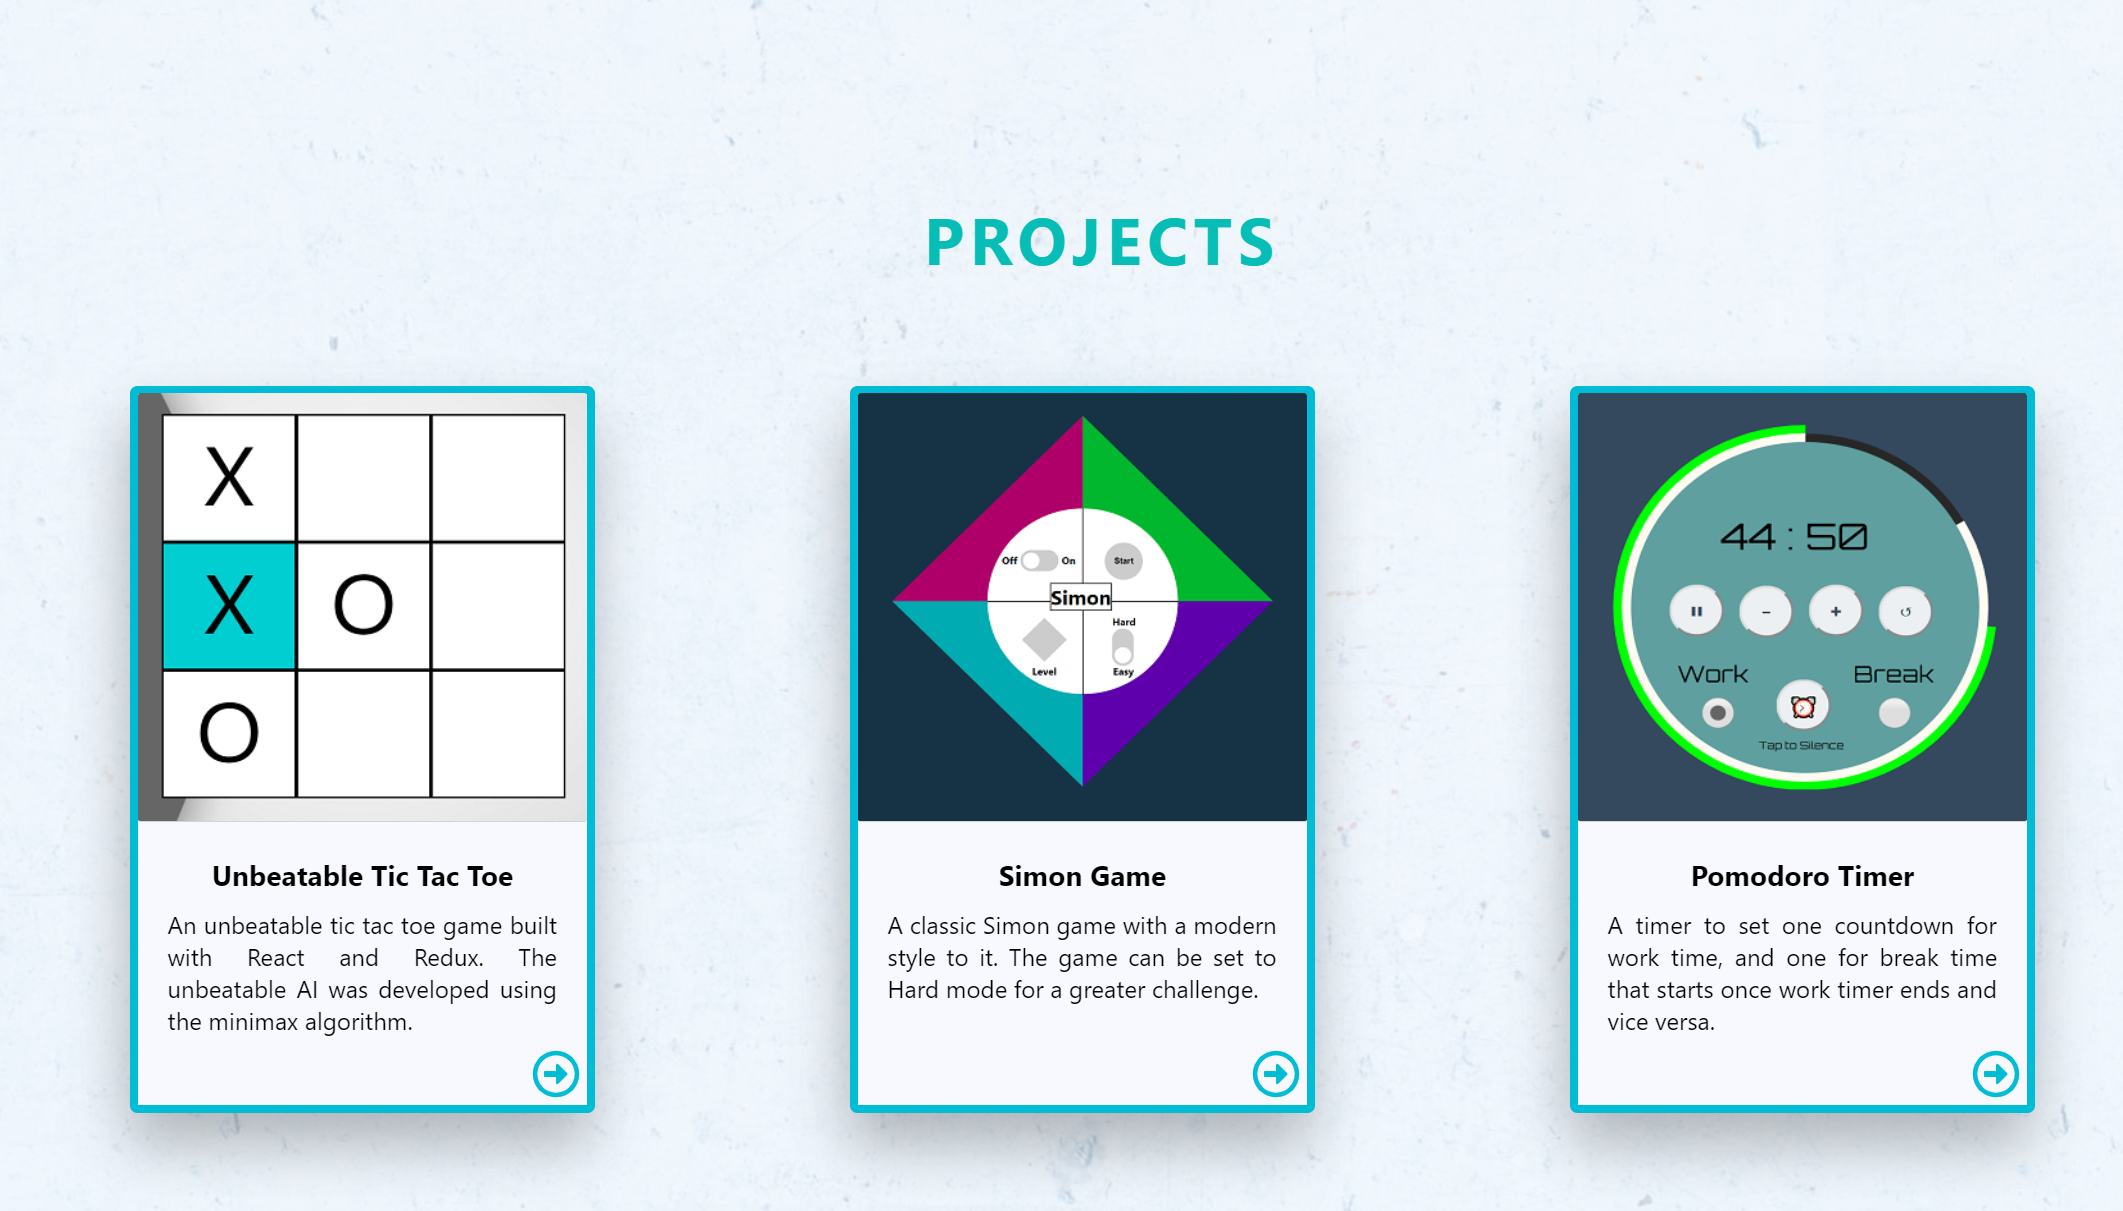 PROJECTS
X
X O
O
Unbeatable Tic Tac Toe
An unbeatable tic tac toe game built
with React and Redux. The
unbeatable AI was developed using
the minimax algorithm.
Off On Start
Simon
Hard
Level Easy
Simon Game
A classic Simon game with a modern
style to it. The game can be set to
Hard mode for a greater challenge.
44:50
Work Break
Tap to Silence
Pomodoro Timer
A timer to set one countdown for
work time, and one for break time
that starts once work timer ends and
vice versa.